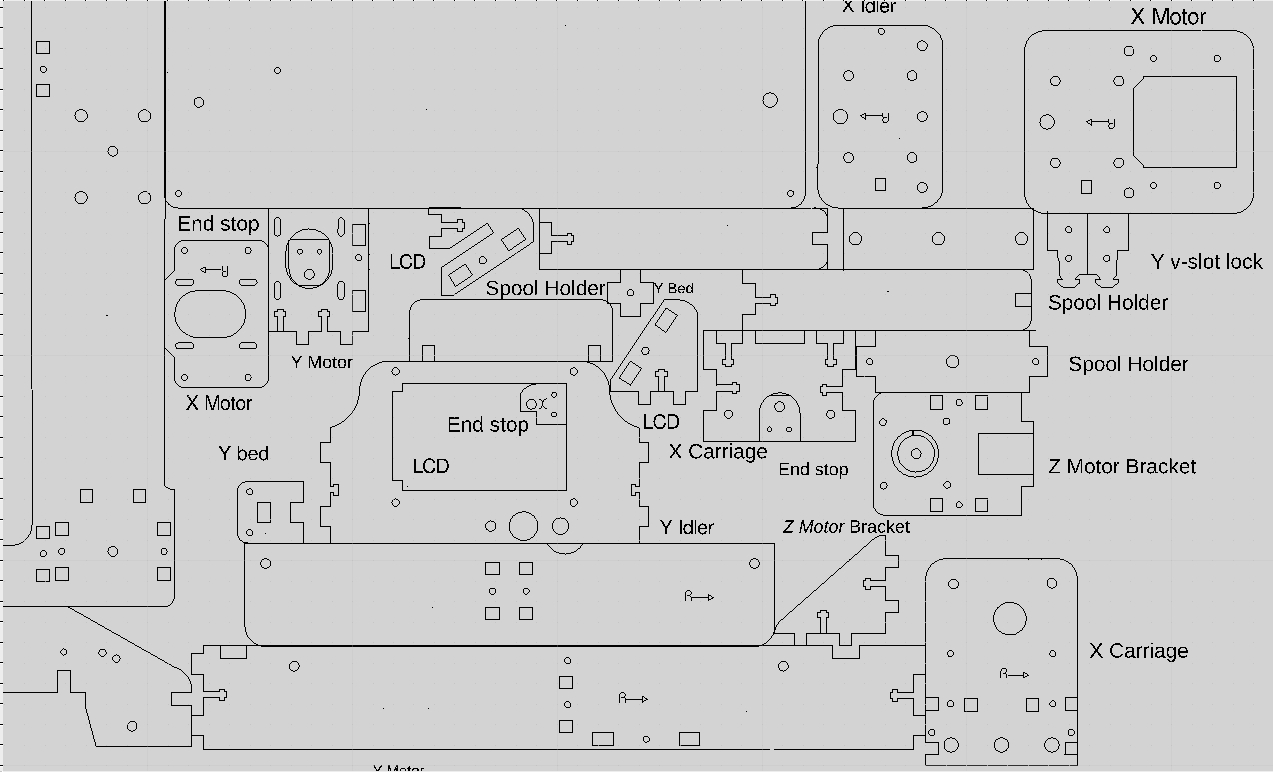 X Idler
X Motor
End stop
LCD
Y v-slot lock
Spool Holder
Y Bed
Spool Holder
Y Motor
Spool Holder
X Motor
End stop
LCD
X Carriage
Y bed
LCD
End stop
Z Motor Bracket
Y Idler
Z Motor Bracket
X Carriage
Y Motor